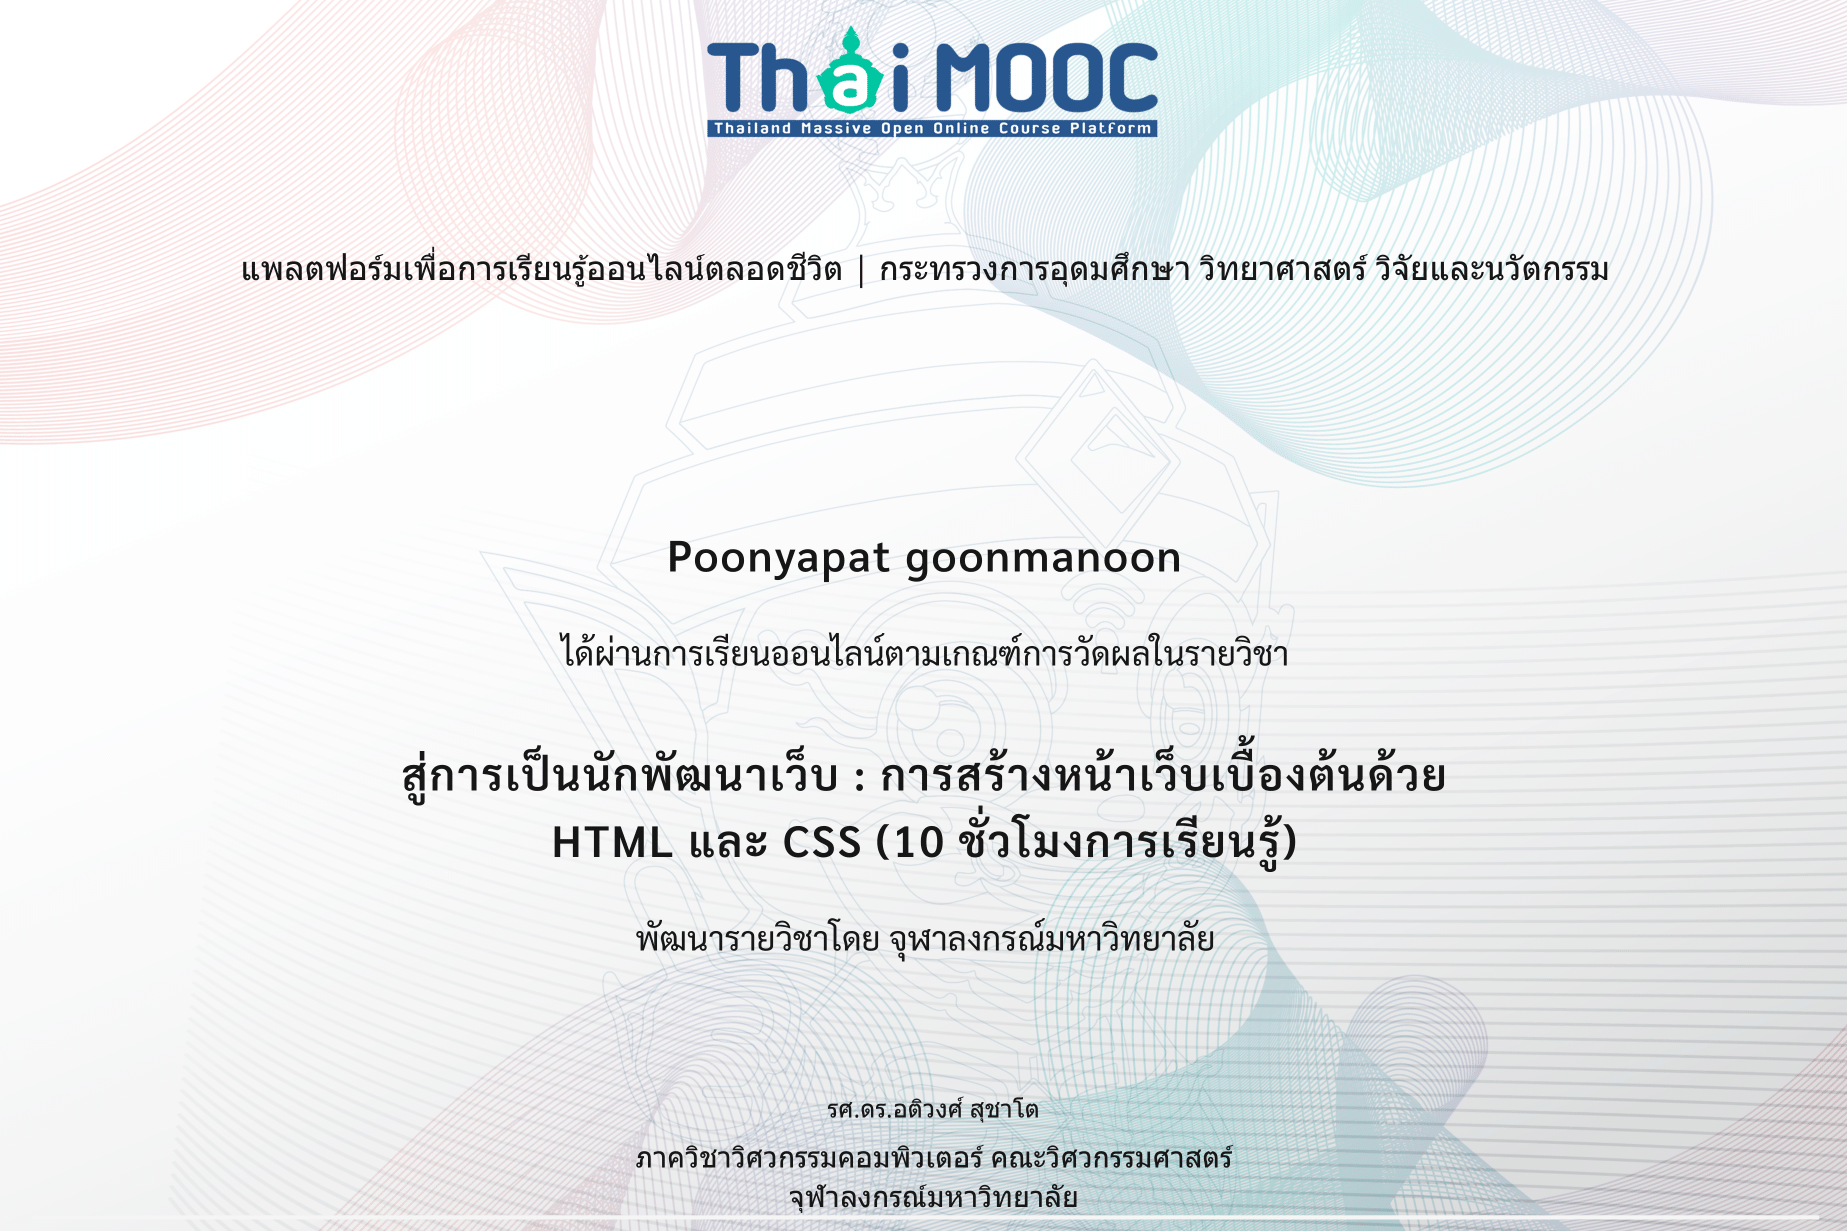 Thai MOOC
Thailand Massive Open Online Course Platform
แพลตฟอร์มเพื่อการเรียนรู้ออนไลน์ตลอดชีวิต | กระทรวงการอุดมศึกษา วิทยาศาสตร์ วิจัยและนวัตกรรม
Poonyapat goonmanoon
ได้ผ่านการเรียนออนไลน์ตามเกณฑ์การวัดผลในรายวิชา
สู่การเป็นนักพัฒนาเว็บ : การสร้างหน้าเว็บเบื้องต้นด้วย
HTML และ CSS (10 ชั่วโมงการเรียนรู้)
พัฒนารายวิชาโดย จุฬาลงกรณ์มหาวิทยาลัย
รศ.ดร.อติวงศ์ สุชาโต
ภาควิชาวิศวกรรมคอมพิวเตอร์ คณะวิศวกรรมศาสตร์
จุฬาลงกรณ์มหาวิทยาลัย